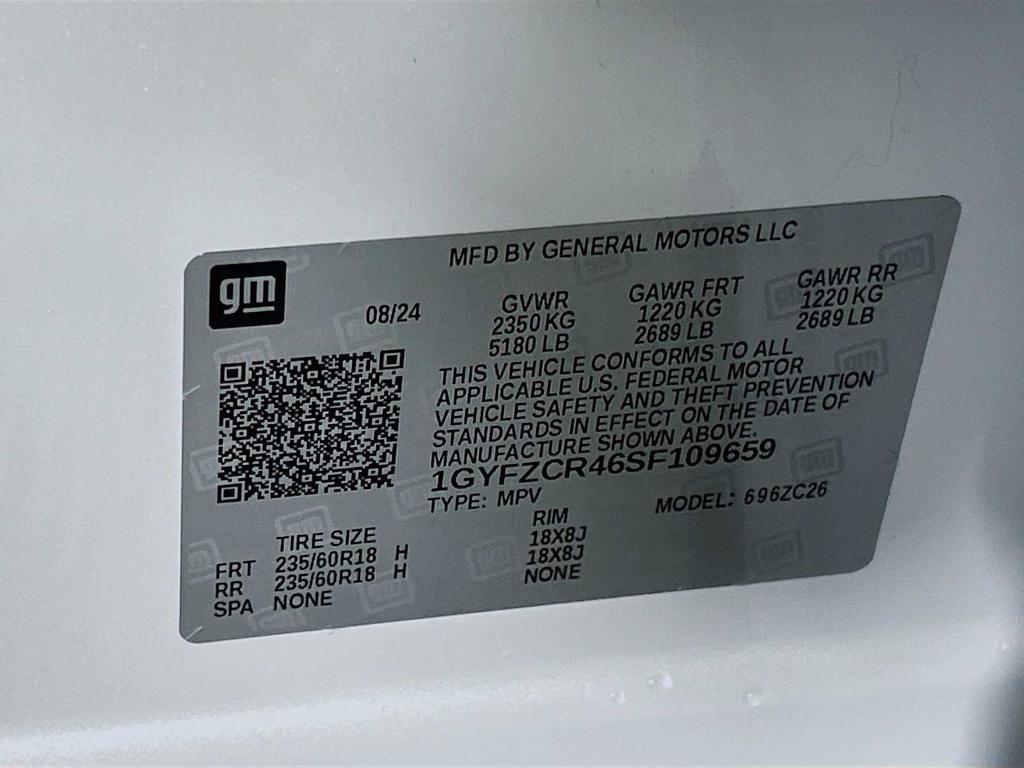 gm
MFD BY GENERAL MOTORS LLC
08/24
GVWR
2350 KG
5180 LB
GAWR FRT
1220 KG
2689 LB
GAWR RR
1220 KG
2689 LB
THIS VEHICLE CONFORMS TO ALL
APPLICABLE U.S. FEDERAL MOTOR
VEHICLE SAFETY AND THEFT PREVENTION
STANDARDS IN EFFECT ON THE DATE OF
MANUFACTURE SHOWN ABOVE.
1GYFZCR46SF109659
TYPE: MPV
MODEL: 696ZC26
TIRE SIZE
RIM
FRT 235/60R18 H 18X8J
RR 235/60R18 H 18X8J
SPA NONE NONE